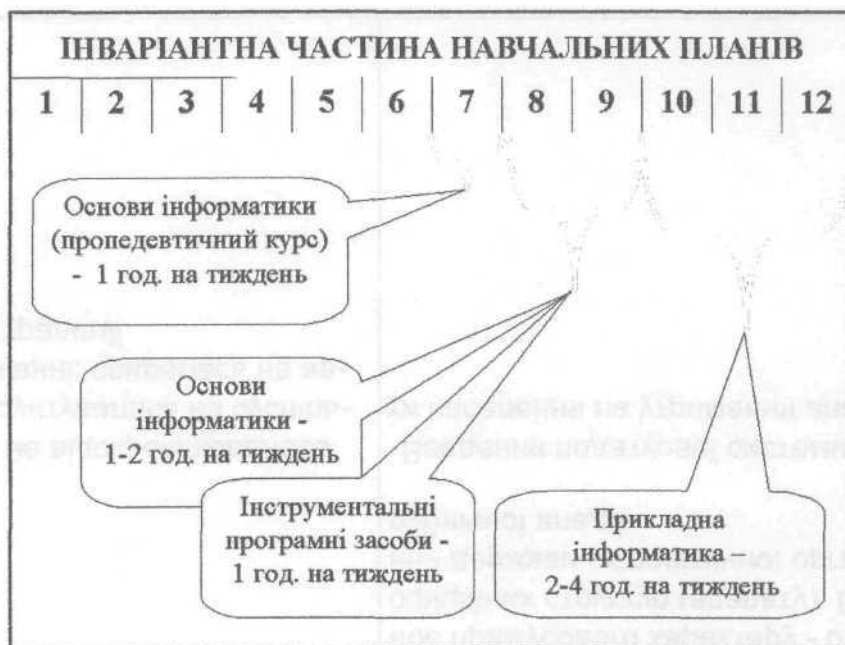 ІНВАРІАНТНА ЧАСТИНА НАВЧАЛЬНИХ ПЛАНІВ
1 2 3 4 5 6 7 8 9 10 11 12
Основи інформатики
(пропедевтичний курс)
- 1 год. на тиждень
Основи
інформатики -
1-2 год. на тиждень
Інструментальні
програмні засоби -
1 год. на тиждень
Прикладна
інформатика –
2-4 год. на тиждень